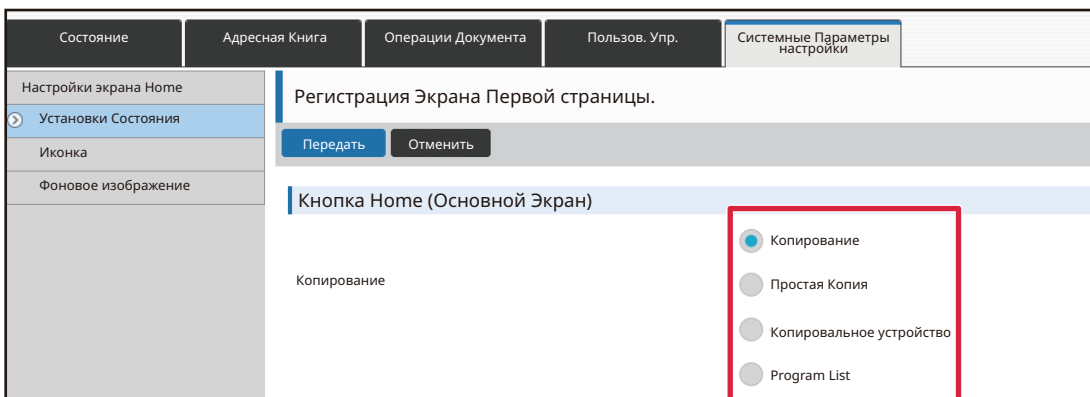 Состояние
Адресная Книга
Операции Документа
Пользов. Упр.
Системные Параметры
настройки
Настройки экрана Home
Установки Состояния
Иконка
Фоновое изображение
Регистрация Экрана Первой страницы.
Передать
Отменить
Кнопка Home (Основной Экран)
Копирование
Копирование
Простая Копия
Копировальное устройство
Program List